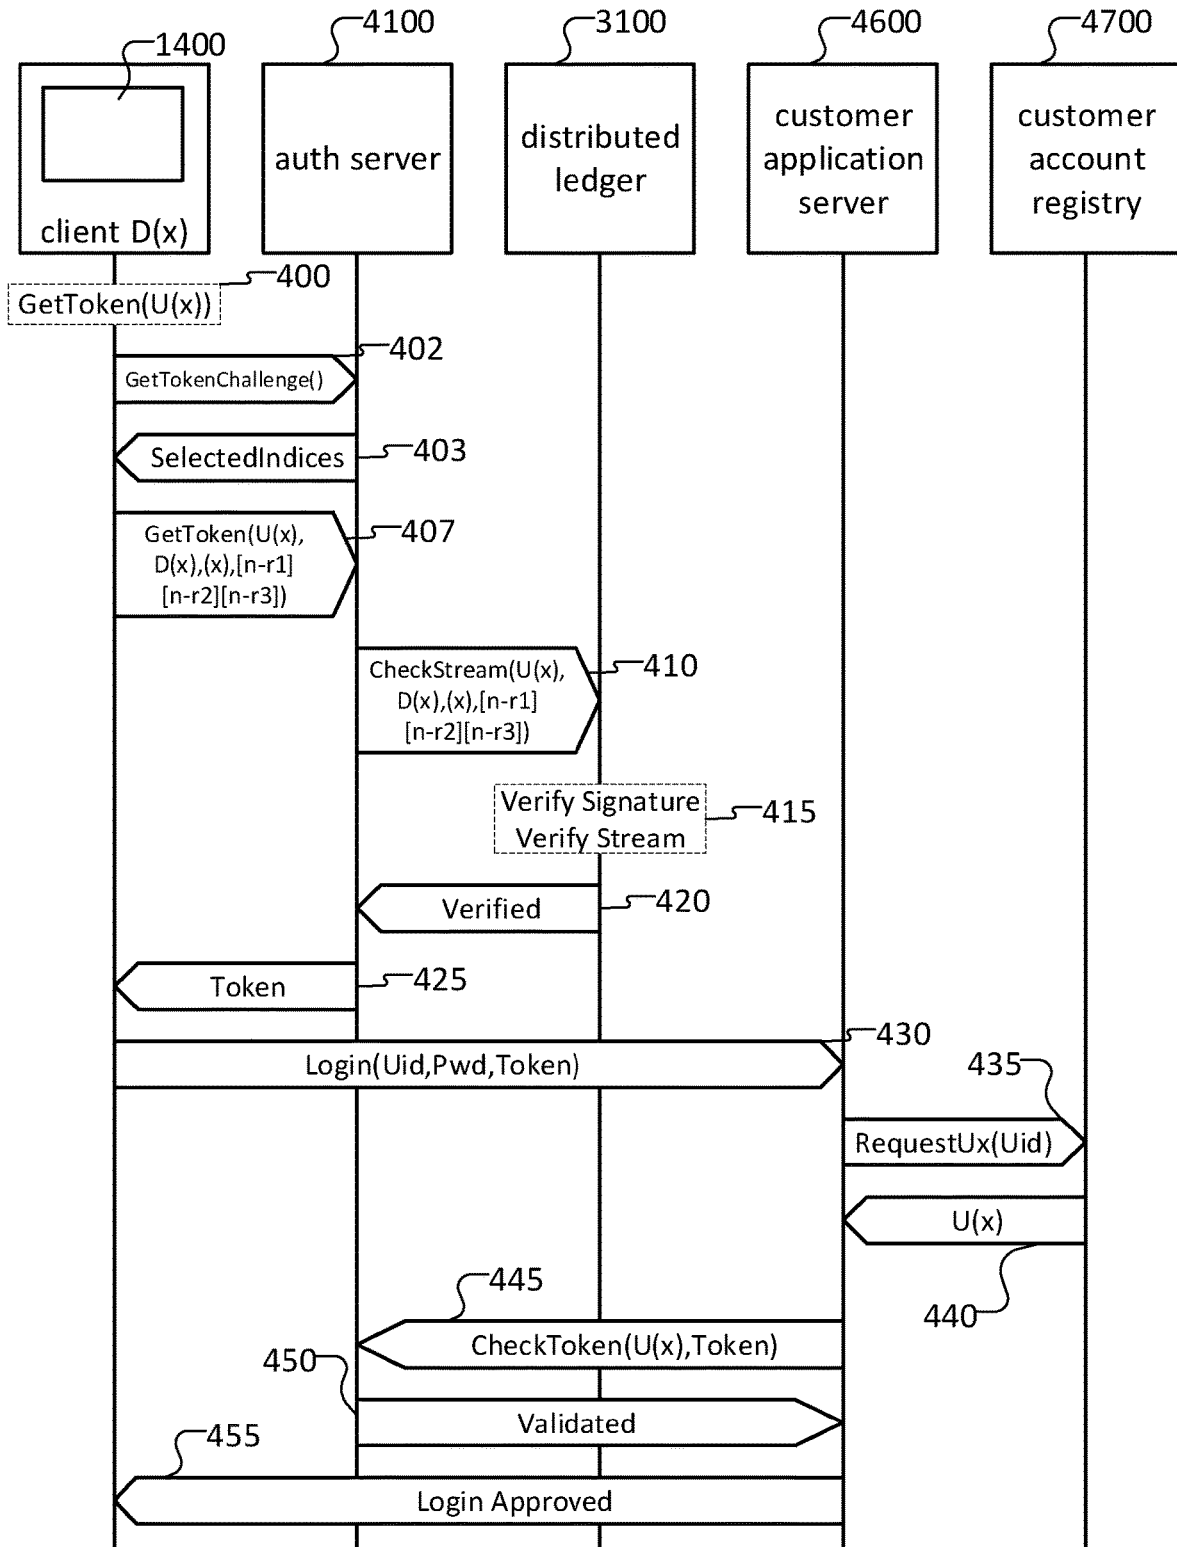 1400
4100
3100
4600
4700
client D(x)
auth server
distributed
ledger
customer
application
server
customer
account
registry
400
GetToken(U(x))
402
GetTokenChallenge()
SelectedIndices
403
GetToken(U(x),
D(x),(x),[n-r1]
[n-r2][n-r3])
407
CheckStream(U(x),
D(x),(x),[n-r1]
[n-r2][n-r3])
410
Verify Signature
Verify Stream
415
Verified
420
Token
425
430
Login(Uid,Pwd,Token)
435
RequestUx(Uid)
U(x)
440
445
CheckToken(U(x),Token)
450
Validated
455
Login Approved